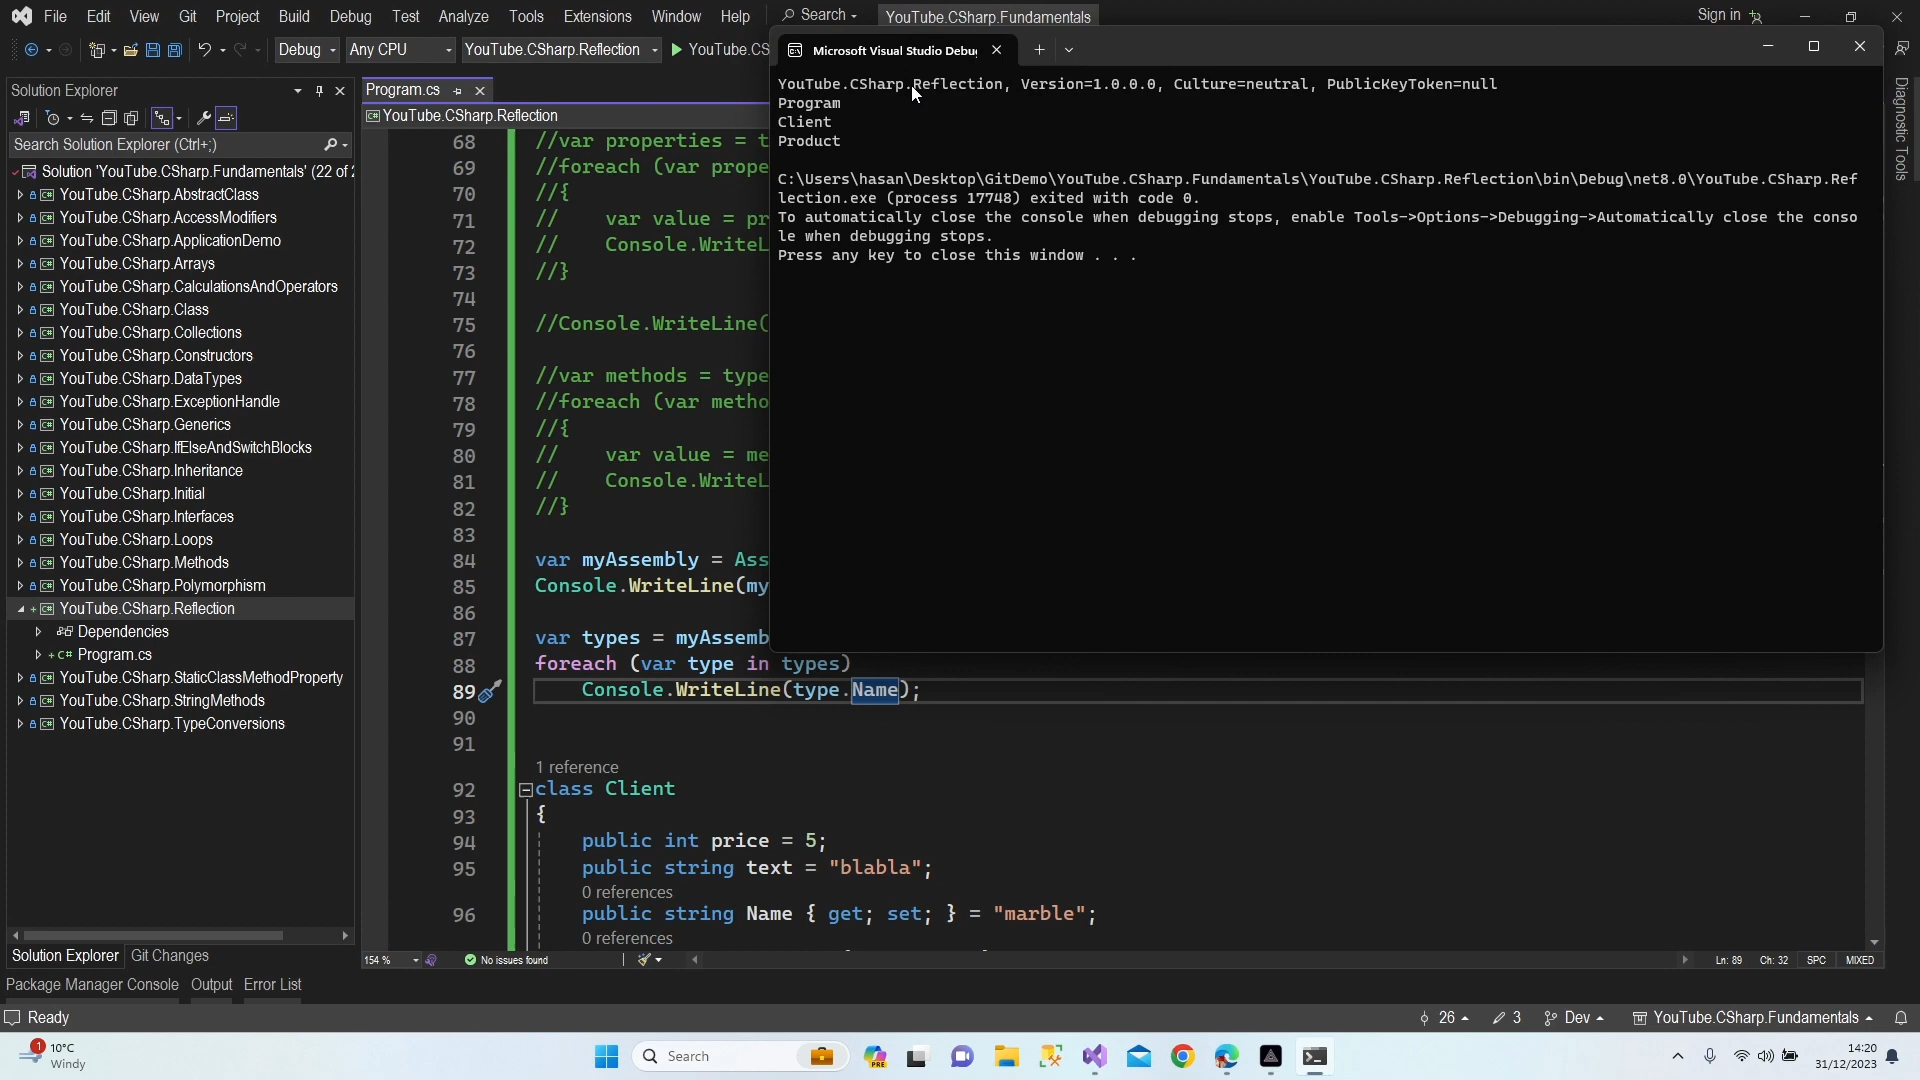 File Edit View Git Project Build Debug Test Analyze Tools Extensions Window Help Search YouTube.CSharp.Fundamentals Sign in
Debug Any CPU YouTube.CSharp.Reflection YouTube.CS
Microsoft Visual Studio Debug
Solution Explorer
Search Solution Explorer (Ctrl+;)
Solution 'YouTube.CSharp.Fundamentals' (22 of 2
YouTube.CSharp.AbstractClass
YouTube.CSharp.AccessModifiers
YouTube.CSharp.ApplicationDemo
YouTube.CSharp.Arrays
YouTube.CSharp.CalculationsAndOperators
YouTube.CSharp.Class
YouTube.CSharp.Collections
YouTube.CSharp.Constructors
YouTube.CSharp.DataTypes
YouTube.CSharp.ExceptionHandle
YouTube.CSharp.Generics
YouTube.CSharp.IfElseAndSwitchBlocks
YouTube.CSharp.Inheritance
YouTube.CSharp.Initial
YouTube.CSharp.Interfaces
YouTube.CSharp.Loops
YouTube.CSharp.Methods
YouTube.CSharp.Polymorphism
YouTube.CSharp.Reflection
Dependencies
Program.cs
YouTube.CSharp.StaticClassMethodProperty
YouTube.CSharp.StringMethods
YouTube.CSharp.TypeConversions
Solution Explorer Git Changes
Program.cs
YouTube.CSharp.Reflection
68 //var properties = t
69 //foreach (var prope
70 //{
71 //    var value = pr
72 //    Console.WriteL
73 //}
74
75 //Console.WriteLine(
76
77 //var methods = type
78 //foreach (var metho
79 //{
80 //    var value = me
81 //    Console.WriteL
82 //}
83
84 var myAssembly = Ass
85 Console.WriteLine(my
86
87 var types = myAssemb
88 foreach (var type in types)
89     Console.WriteLine(type.Name);
90
91
1 reference
92 class Client
93 {
94     public int price = 5;
95     public string text = "blabla";
0 references
96     public string Name { get; set; } = "marble";
0 references
YouTube.CSharp.Reflection, Version=1.0.0.0, Culture=neutral, PublicKeyToken=null
Program
Client
Product
C:\Users\hasan\Desktop\GitDemo\YouTube.CSharp.Fundamentals\YouTube.CSharp.Reflection\bin\Debug\net8.0\YouTube.CSharp.Ref
lection.exe (process 17748) exited with code 0.
To automatically close the console when debugging stops, enable Tools->Options->Debugging->Automatically close the conso
le when debugging stops.
Press any key to close this window . . .
Diagnostic Tools
154 % No issues found Ln: 89 Ch: 32 SPC MIXED
Package Manager Console Output Error List
Ready 26 3 Dev YouTube.CSharp.Fundamentals
1 10°C
Windy
Search
PRE
14:20
31/12/2023